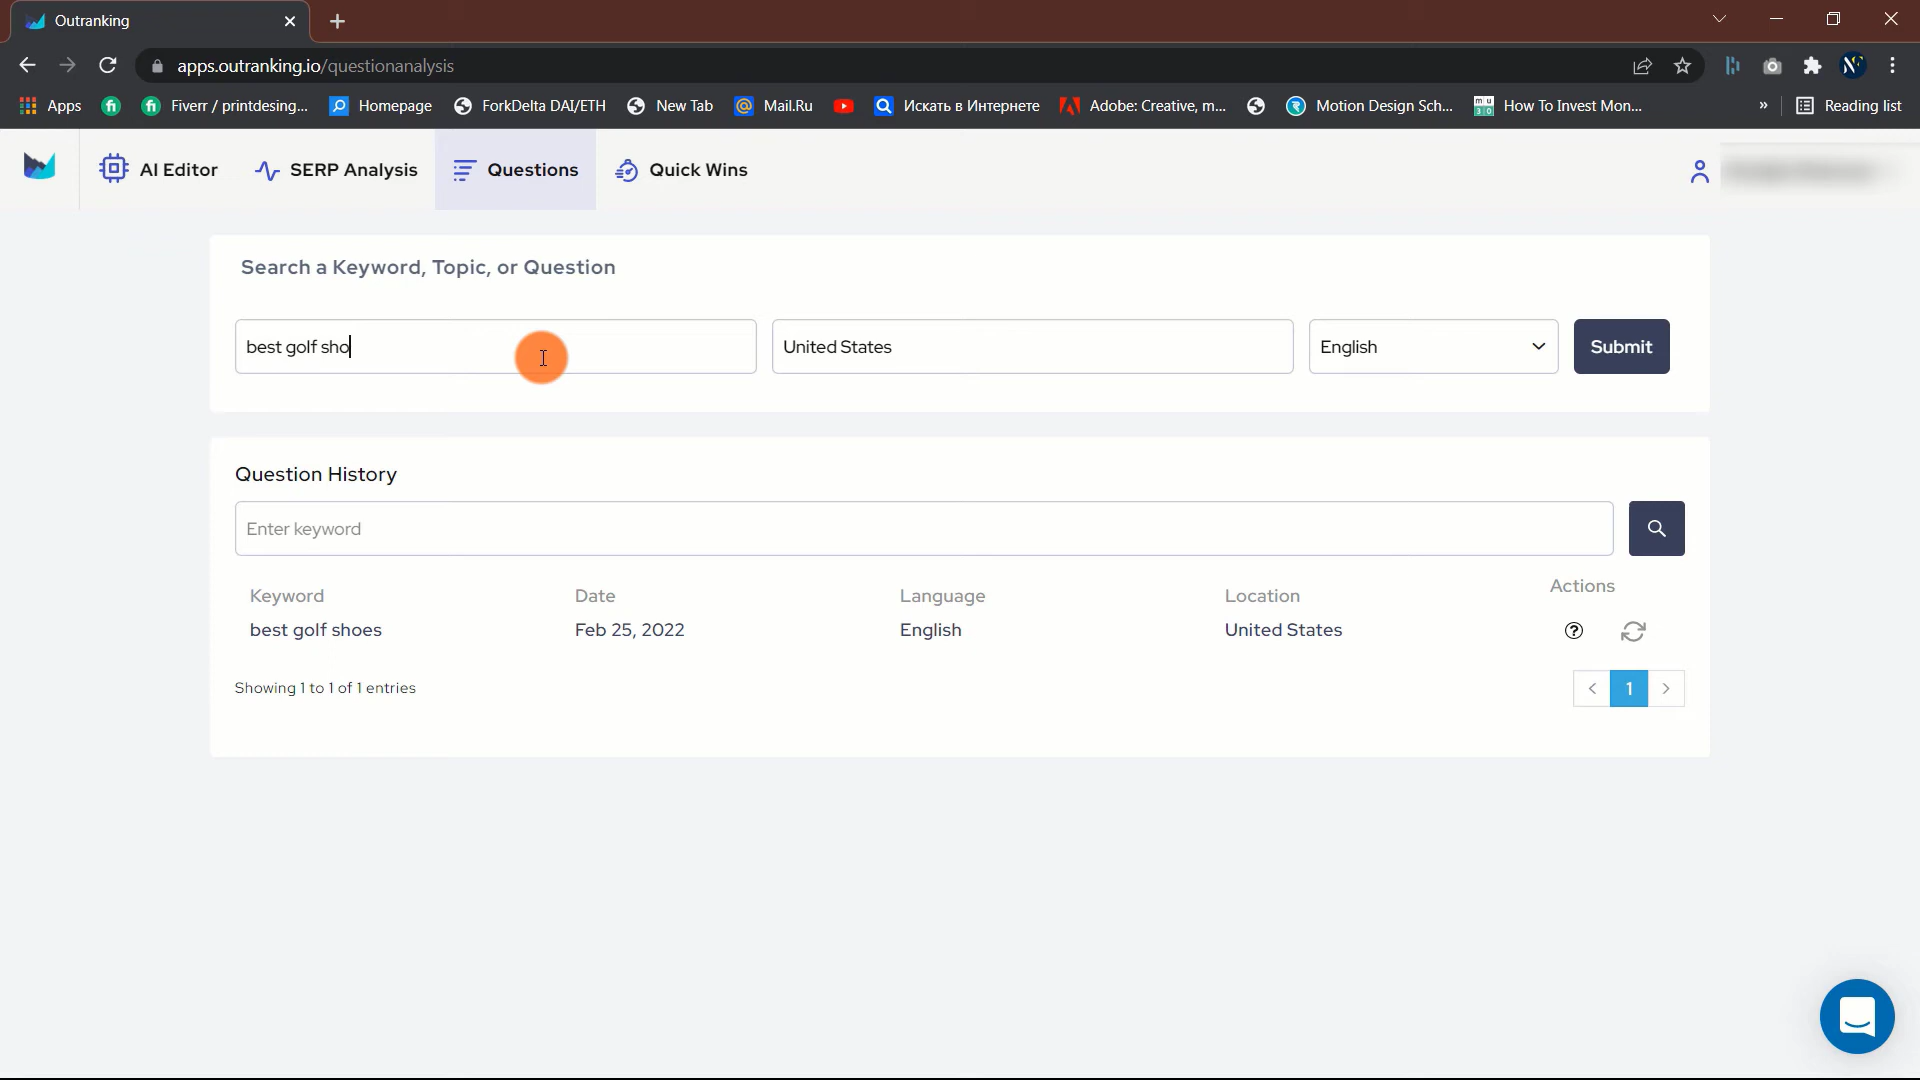 Outranking
apps.outranking.io/questionanalysis
Apps
Fiverr / printdesing...
Homepage
ForkDelta DAI/ETH
New Tab
Mail.Ru
Искать в Интернете
Adobe: Creative, m...
Motion Design Sch...
How To Invest Mon...
»
Reading list
AI Editor
SERP Analysis
Questions
Quick Wins
Search a Keyword, Topic, or Question
best golf sho
United States
English
Submit
Question History
Enter keyword
Keyword Date Language Location Actions
best golf shoes Feb 25, 2022 English United States
Showing 1 to 1 of 1 entries
< 1 >